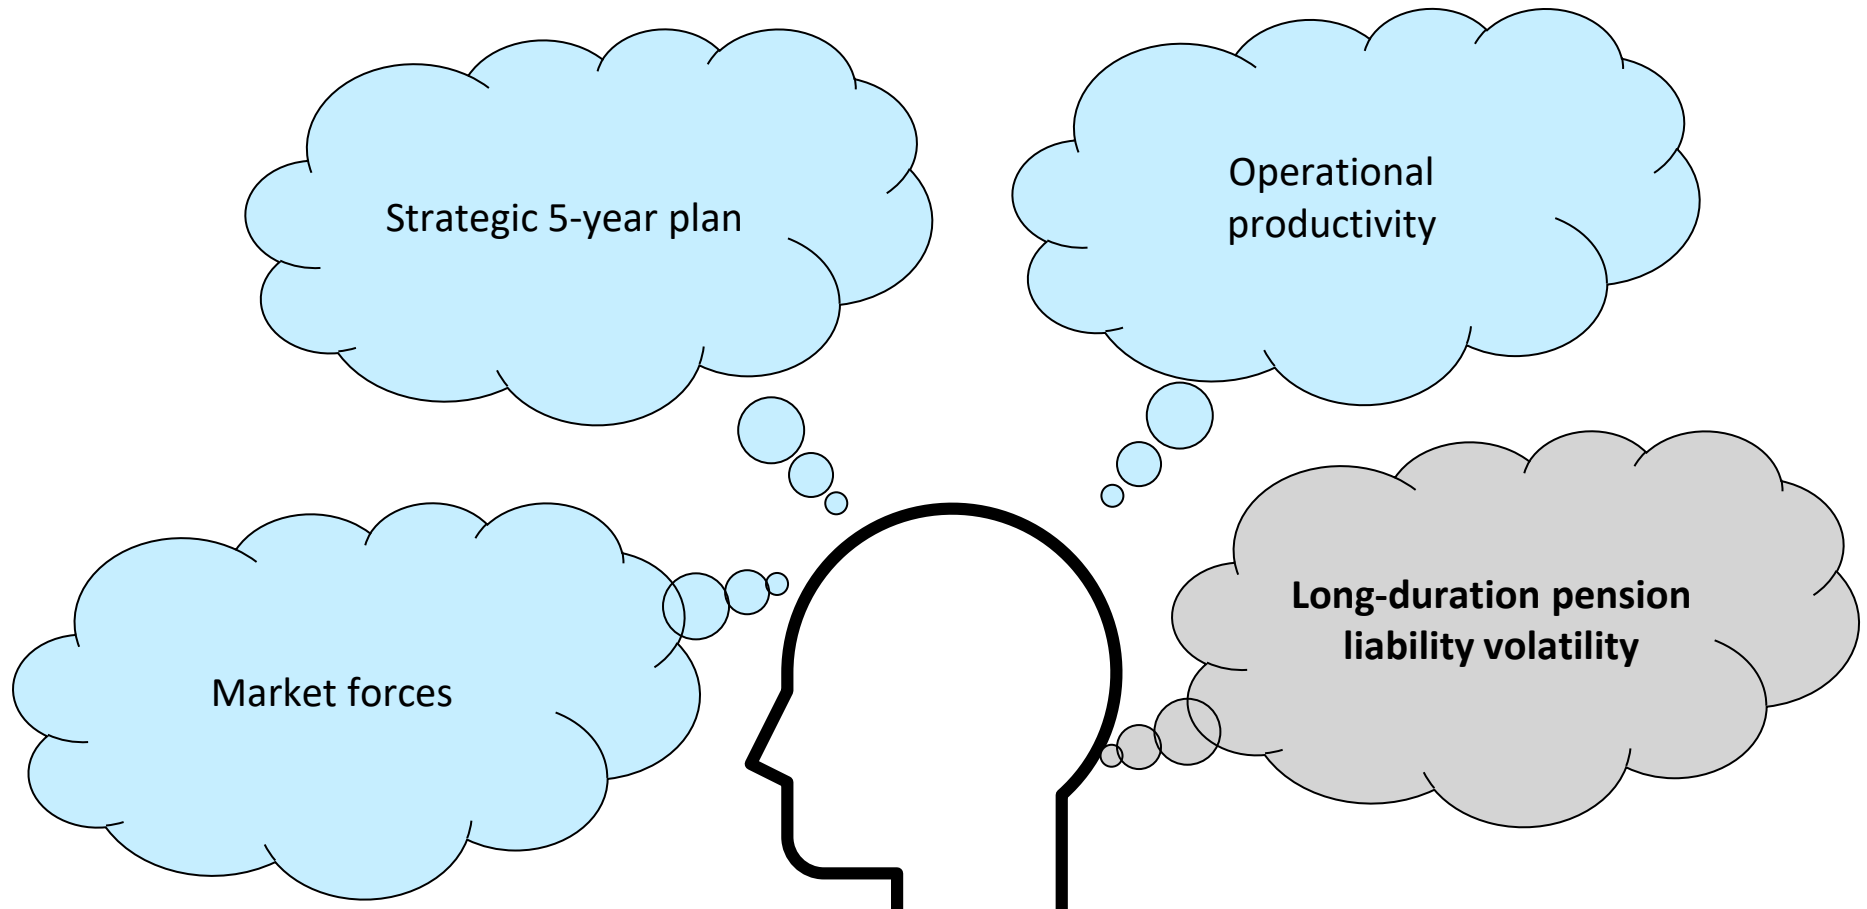 Strategic 5-year plan
Operational
productivity
Market forces
Long-duration pension
liability volatility